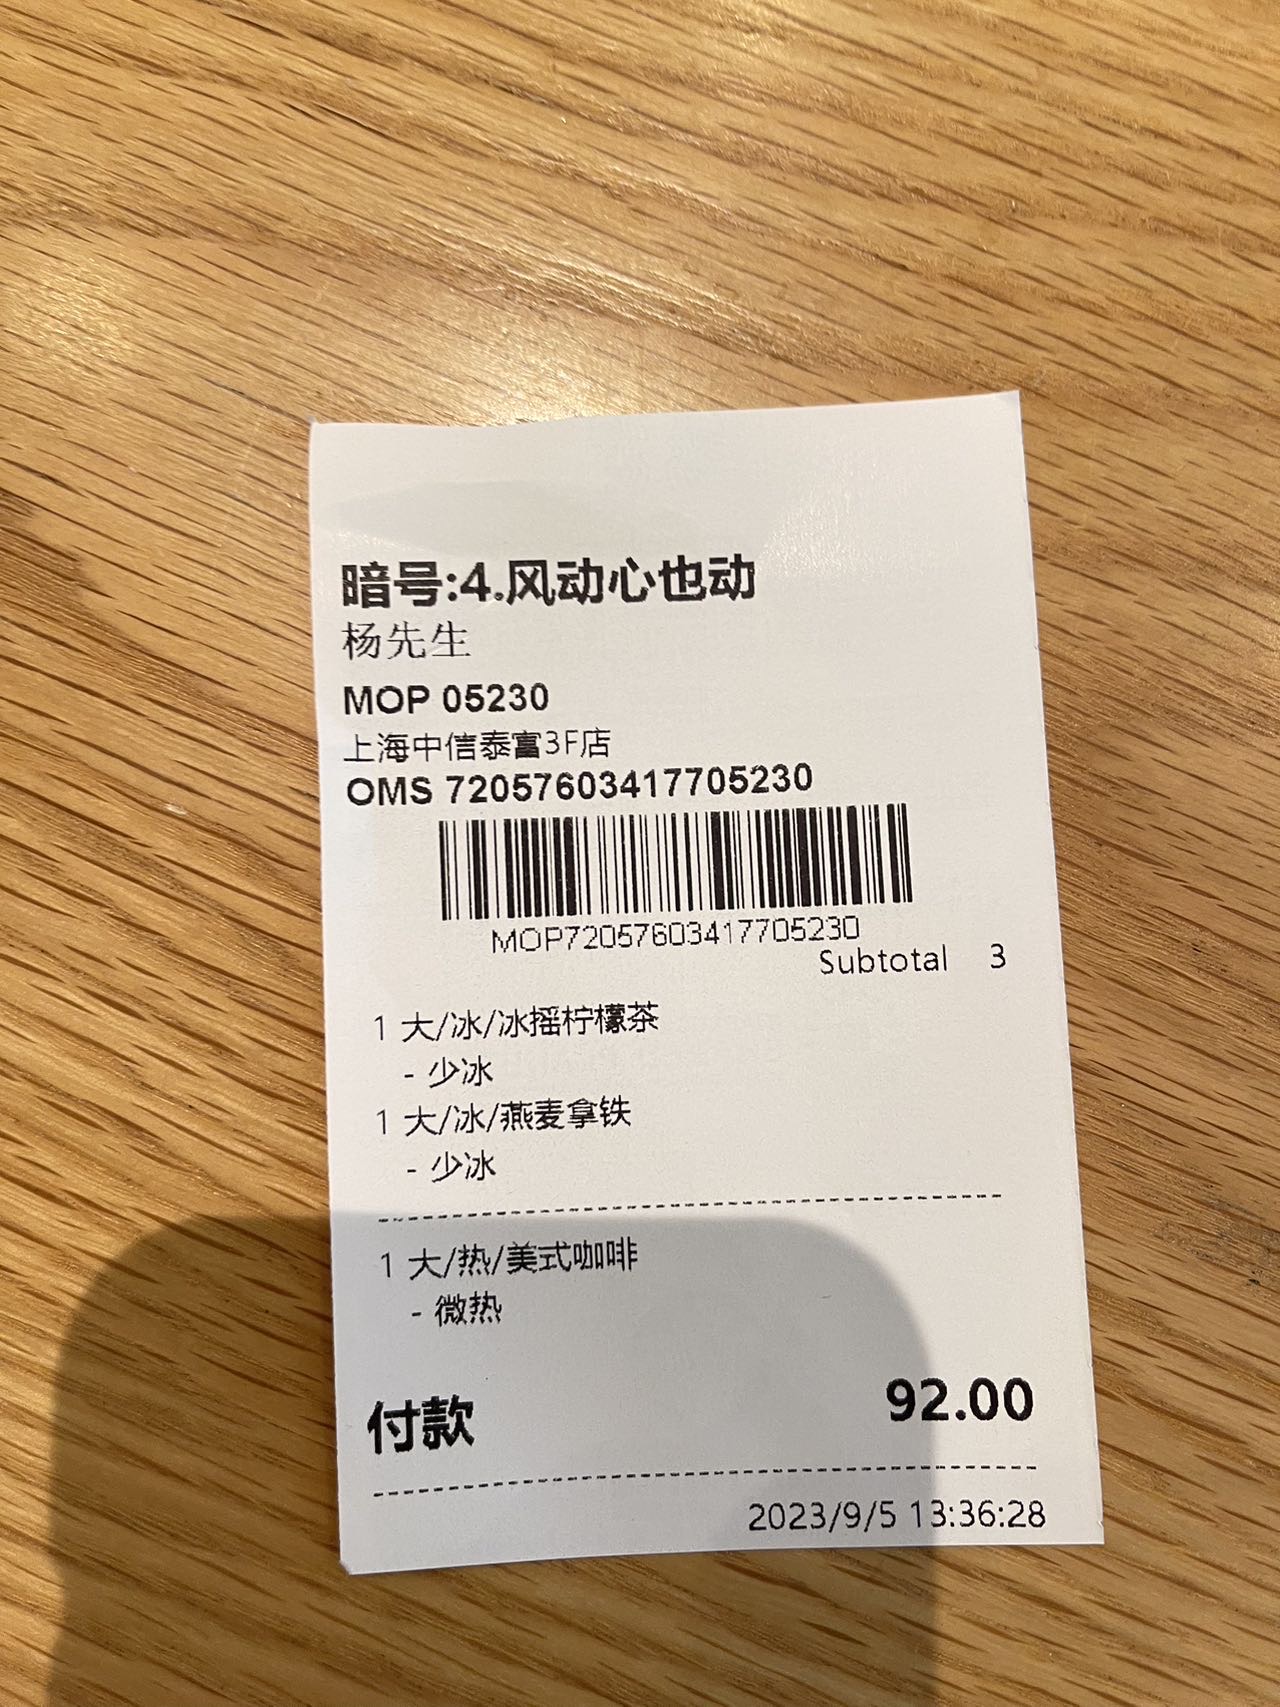 暗号:4.风动心也动
杨先生
MOP 05230
上海中信泰富3F店
OMS 72057603417705230
MOP72057603417705230
Subtotal 3
1 大/冰/冰摇柠檬茶
- 少冰
1 大/冰/燕麦拿铁
- 少冰
1 大/热/美式咖啡
- 微热
付款 92.00
2023/9/5 13:36:28